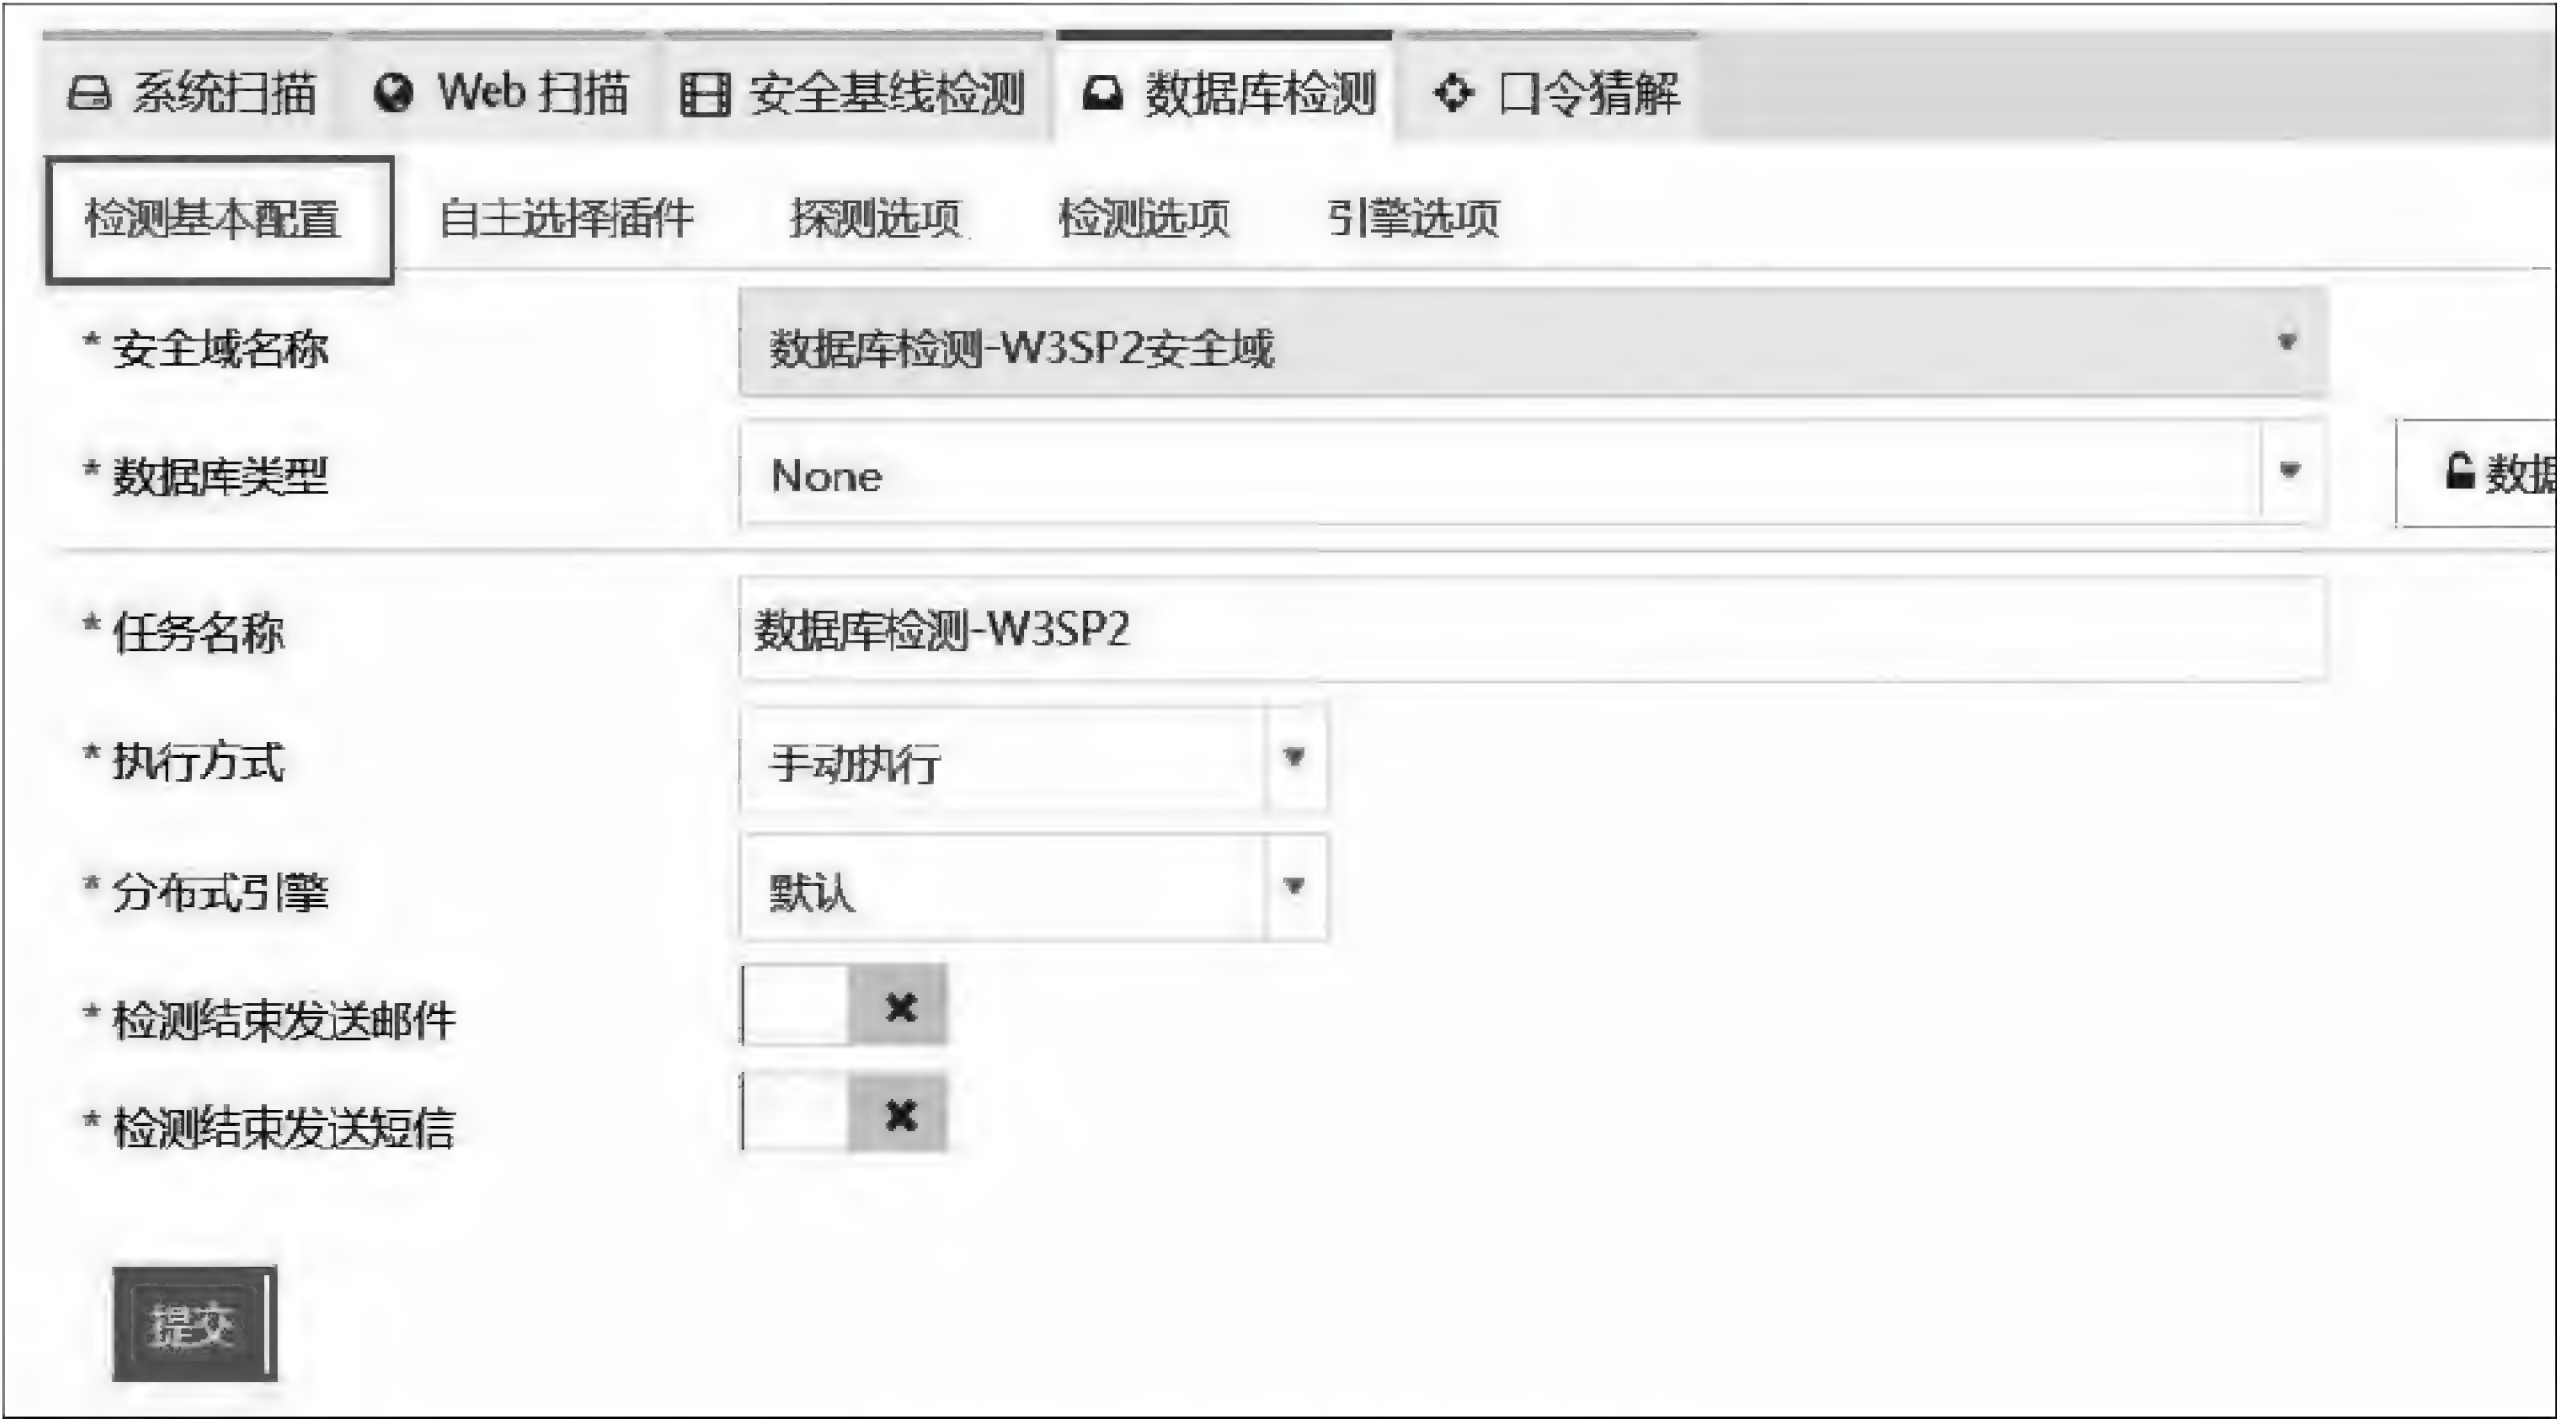 系统扫描 Web 扫描 安全基线检测 数据库检测 口令猜解
检测基本配置 自主选择插件 探测选项 检测选项 引擎选项
* 安全域名称 数据库检测-W3SP2安全域
* 数据库类型 None 数据
* 任务名称 数据库检测-W3SP2
* 执行方式 手动执行
* 分布式引擎 默认
* 检测结束发送邮件
* 检测结束发送短信
提交